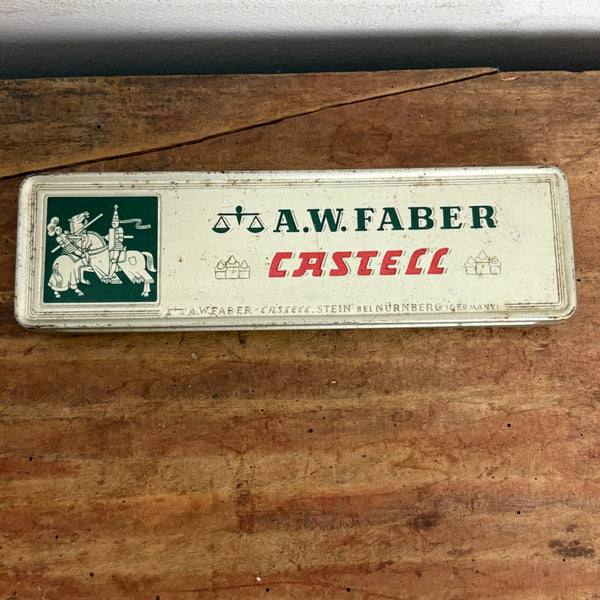 A.W. FABER
CASTELL
A.W. FABER - CASTELL, STEIN BEI NÜRNBERG (GERMANY)